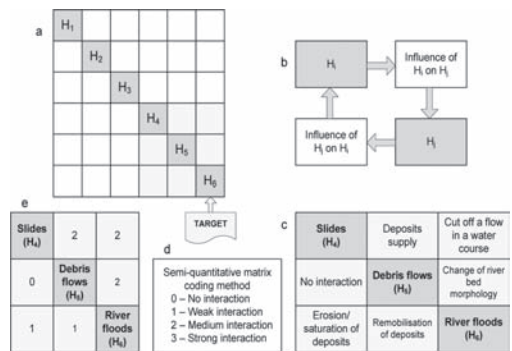 a
H1
H2
H3
H4
H5
H6
TARGET
b
Hi
Influence of
Hi on Hj
Influence of
Hj on Hi
Hj
e
Slides
(H4)
2
2
0
Debris
flows
(H5)
2
1
1
River
floods
(H6)
d
Semi-quantitative matrix
coding method
0 – No interaction
1 – Weak interaction
2 – Medium interaction
3 – Strong interaction
c
Slides
(H4)
Deposits
supply
Cut off a flow
in a water
course
No interaction
Debris flows
(H5)
Change of river
bed
morphology
Erosion/
saturation of
deposits
Remobilisation
of deposits
River floods
(H6)